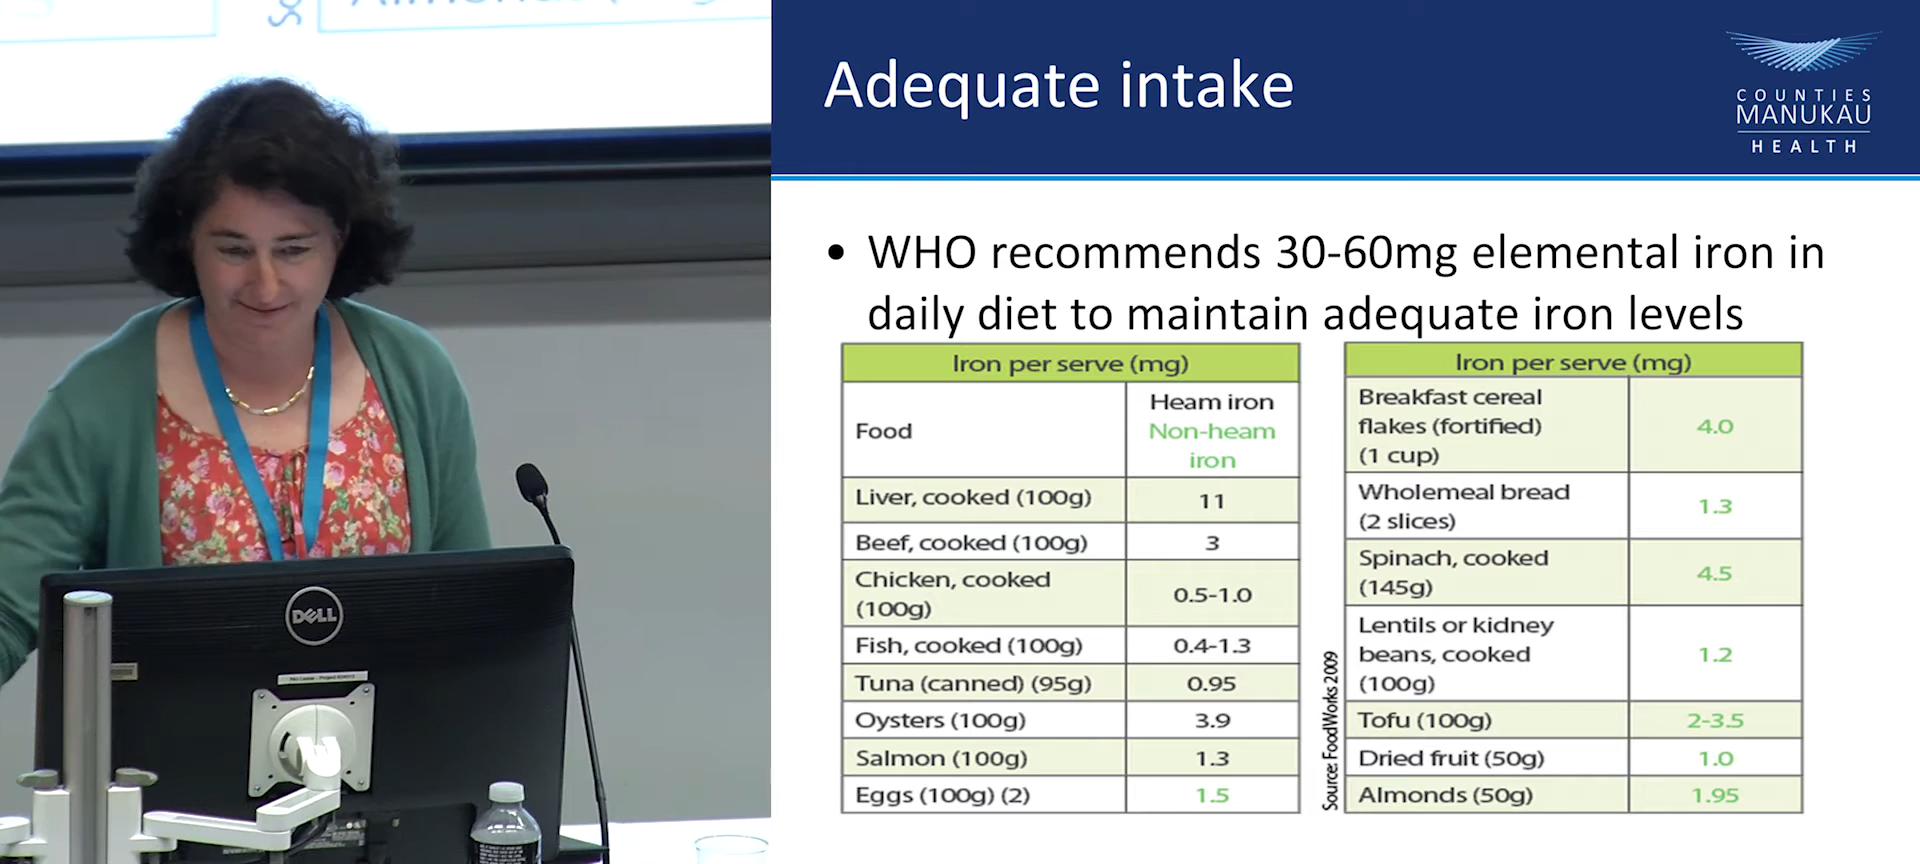 Adequate intake
COUNTIES
MANUKAU
HEALTH
• WHO recommends 30-60mg elemental iron in
daily diet to maintain adequate iron levels
Iron per serve (mg)
Food
Heam iron
Non-heam
iron
Liver, cooked (100g) 11
Beef, cooked (100g) 3
Chicken, cooked
(100g)
0.5-1.0
Fish, cooked (100g) 0.4-1.3
Tuna (canned) (95g) 0.95
Oysters (100g) 3.9
Salmon (100g) 1.3
Eggs (100g) (2) 1.5
Source: FoodWorks 2009
Iron per serve (mg)
Breakfast cereal
flakes (fortified)
(1 cup)
4.0
Wholemeal bread
(2 slices)
1.3
Spinach, cooked
(145g)
4.5
Lentils or kidney
beans, cooked
(100g)
1.2
Tofu (100g) 2-3.5
Dried fruit (50g) 1.0
Almonds (50g) 1.95
DELL